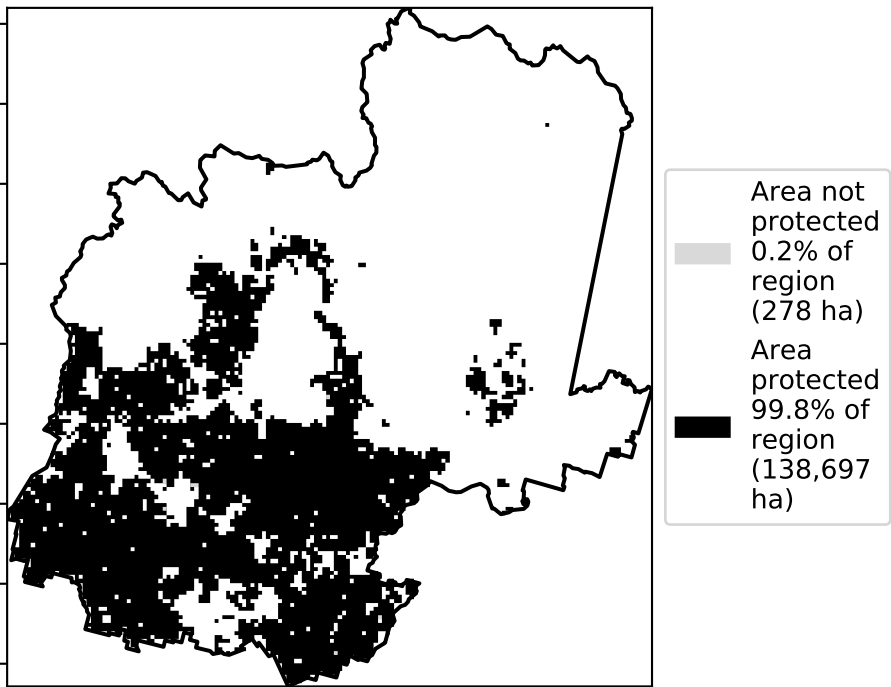 Area not
protected
0.2% of
region
(278 ha)
Area
protected
99.8% of
region
(138,697
ha)